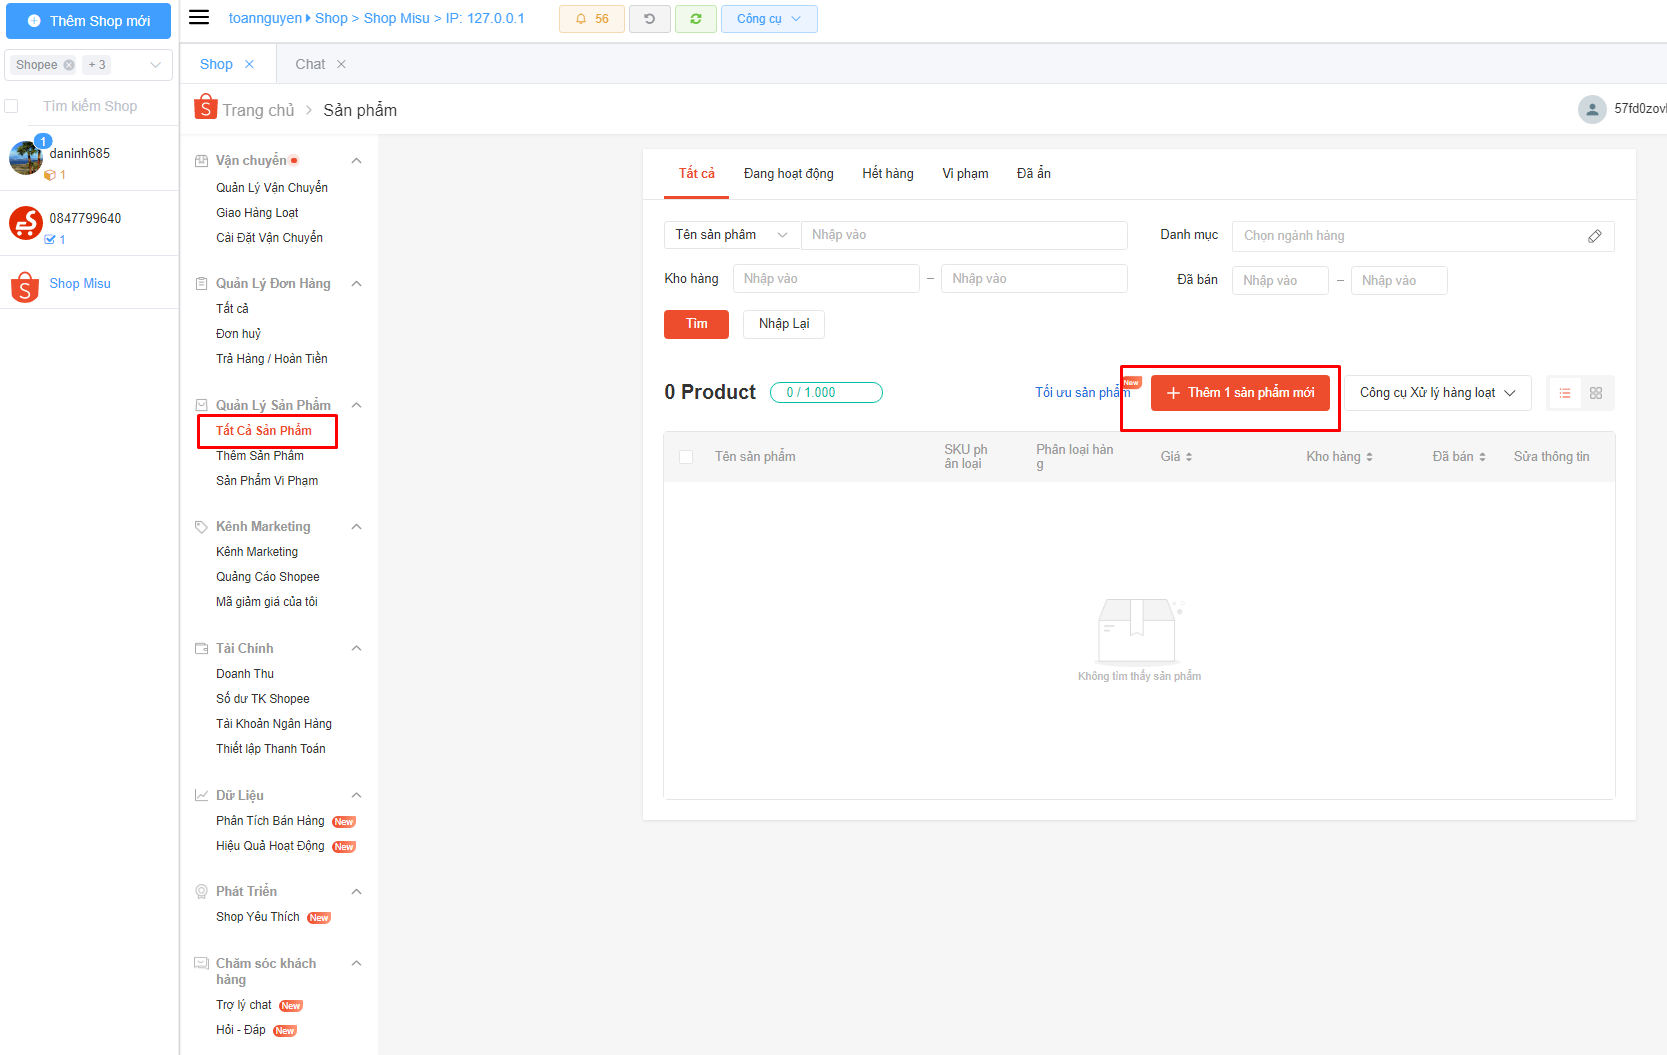 Thêm Shop mới
toannguyen Shop > Shop Misu > IP: 127.0.0.1
56
Công cụ
Shopee
+ 3
Shop
Chat
Tìm kiếm Shop
Trang chủ > Sản phẩm
1
daninh685
1
0847799640
1
Shop Misu
Vận chuyển
Quản Lý Vận Chuyển
Giao Hàng Loạt
Cài Đặt Vận Chuyển
Quản Lý Đơn Hàng
Tất cả
Đơn huỷ
Trả Hàng / Hoàn Tiền
Quản Lý Sản Phẩm
Tất Cả Sản Phẩm
Thêm Sản Phẩm
Sản Phẩm Vi Phạm
Kênh Marketing
Kênh Marketing
Quảng Cáo Shopee
Mã giảm giá của tôi
Tài Chính
Doanh Thu
Số dư TK Shopee
Tài Khoản Ngân Hàng
Thiết lập Thanh Toán
Dữ Liệu
Phân Tích Bán Hàng New
Hiệu Quả Hoạt Động New
Phát Triển
Shop Yêu Thích New
Chăm sóc khách
hàng
Trợ lý chat New
Hỏi - Đáp New
Tất cả
Đang hoạt động
Hết hàng
Vi phạm
Đã ẩn
Tên sản phẩm
Nhập vào
Danh mục
Chọn ngành hàng
Kho hàng
Nhập vào – Nhập vào
Đã bán
Nhập vào – Nhập vào
Tìm
Nhập Lại
0 Product
0 / 1.000
Tối ưu sản phẩm
New
Thêm 1 sản phẩm mới
Công cụ Xử lý hàng loạt
Tên sản phẩm
SKU ph
ân loại
Phân loại hàn
g
Giá
Kho hàng
Đã bán
Sửa thông tin
Không tìm thấy sản phẩm